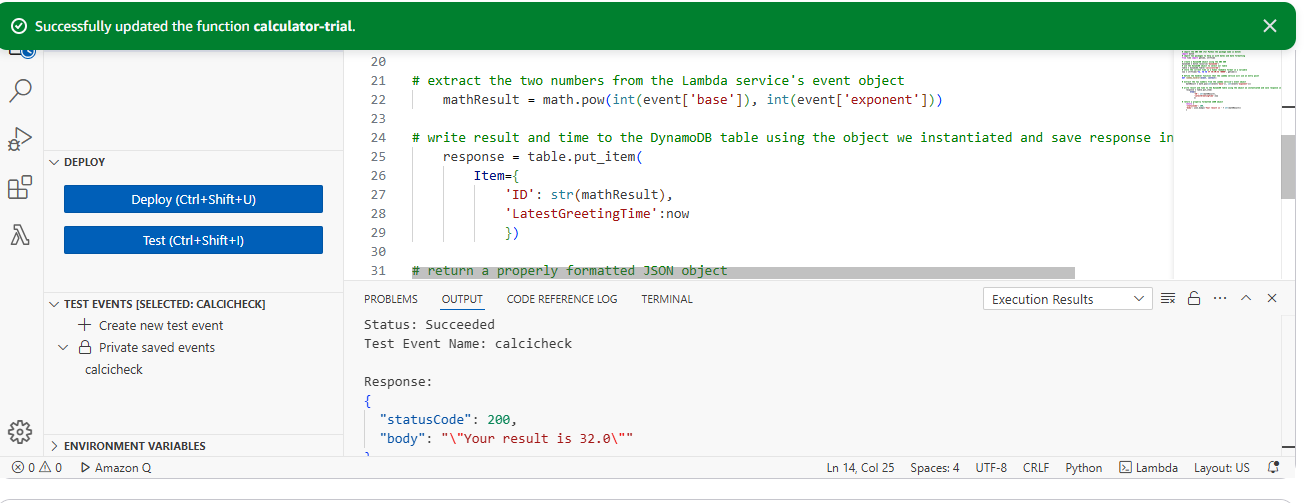 Successfully updated the function calculator-trial.
DEPLOY
Deploy (Ctrl+Shift+U)
Test (Ctrl+Shift+I)
TEST EVENTS [SELECTED: CALCICHECK]
Create new test event
Private saved events
calcicheck
ENVIRONMENT VARIABLES
20
21 # extract the two numbers from the Lambda service's event object
22 mathResult = math.pow(int(event['base']), int(event['exponent']))
23
24 # write result and time to the DynamoDB table using the object we instantiated and save response in
25 response = table.put_item(
26 Item={
27 'ID': str(mathResult),
28 'LatestGreetingTime':now
29 })
30
31 # return a properly formatted JSON object
PROBLEMS OUTPUT CODE REFERENCE LOG TERMINAL Execution Results
Status: Succeeded
Test Event Name: calcicheck
Response:
{
"statusCode": 200,
"body": "\"Your result is 32.0\""
}
0 0 Amazon Q Ln 14, Col 25 Spaces: 4 UTF-8 CRLF Python Lambda Layout: US